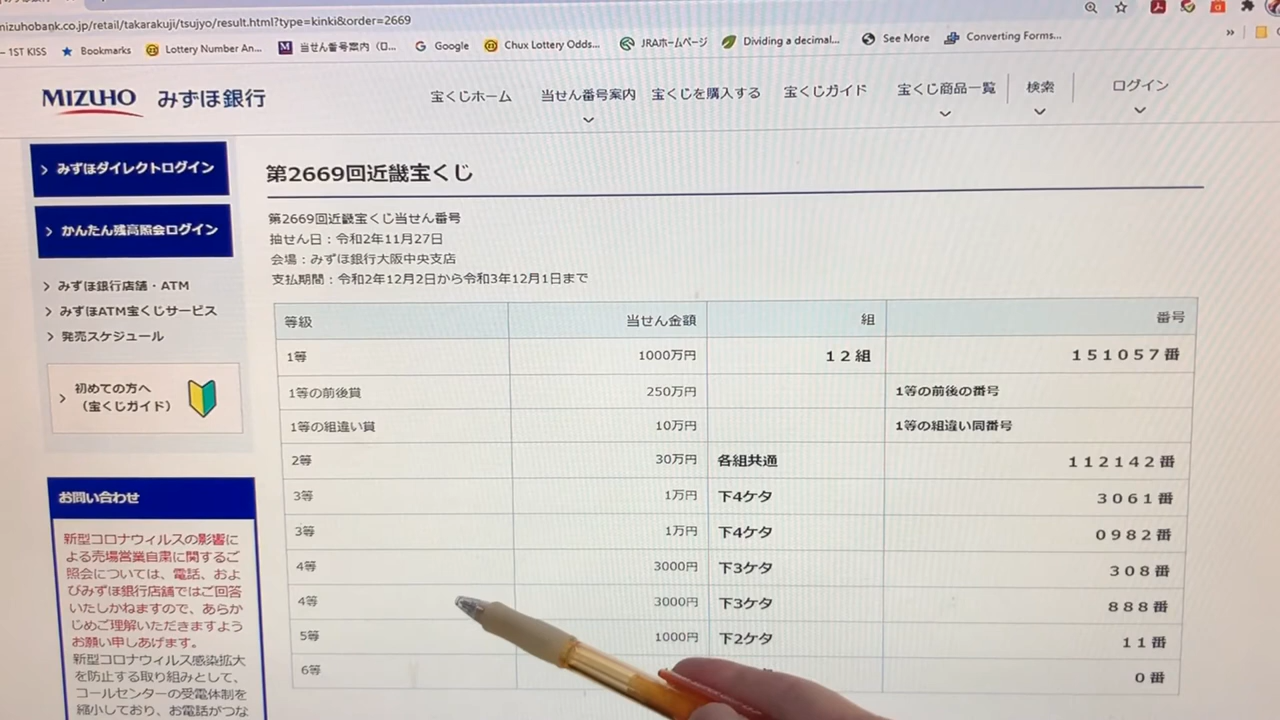 nizuhobank.co.jp/retail/takarakuji/tsujyo/result.html?type=kinki&order=2669
– 1ST KISS
Bookmarks
Lottery Number An...
当せん番号案内（ロ...
Google
Chux Lottery Odds...
JRAホームページ
Dividing a decimal...
See More
Converting Forms...
»
MIZUHO みずほ銀行
宝くじホーム
当せん番号案内
宝くじを購入する
宝くじガイド
宝くじ商品一覧
検索
ログイン
> みずほダイレクトログイン
> かんたん残高照会ログイン
> みずほ銀行店舗・ATM
> みずほATM宝くじサービス
> 発売スケジュール
> 初めての方へ
（宝くじガイド）
お問い合わせ
新型コロナウィルスの影響に
よる売場営業自粛に関するご
照会については、電話、およ
びみずほ銀行店舗ではご回答
いたしかねますので、あらか
じめご理解いただきますよう
お願い申しあげます。
新型コロナウィルス感染拡大
を防止する取り組みとして、
コールセンターの受電体制を
縮小しており、お電話がつな
第2669回近畿宝くじ
第2669回近畿宝くじ当せん番号
抽せん日：令和2年11月27日
会場：みずほ銀行大阪中央支店
支払期間：令和2年12月2日から令和3年12月1日まで
等級 当せん金額 組 番号
1等 1000万円 12組 151057番
1等の前後賞 250万円 1等の前後の番号
1等の組違い賞 10万円 1等の組違い同番号
2等 30万円 各組共通 112142番
3等 1万円 下4ケタ 3061番
3等 1万円 下4ケタ 0982番
4等 3000円 下3ケタ 308番
4等 3000円 下3ケタ 888番
5等 1000円 下2ケタ 11番
6等 0番